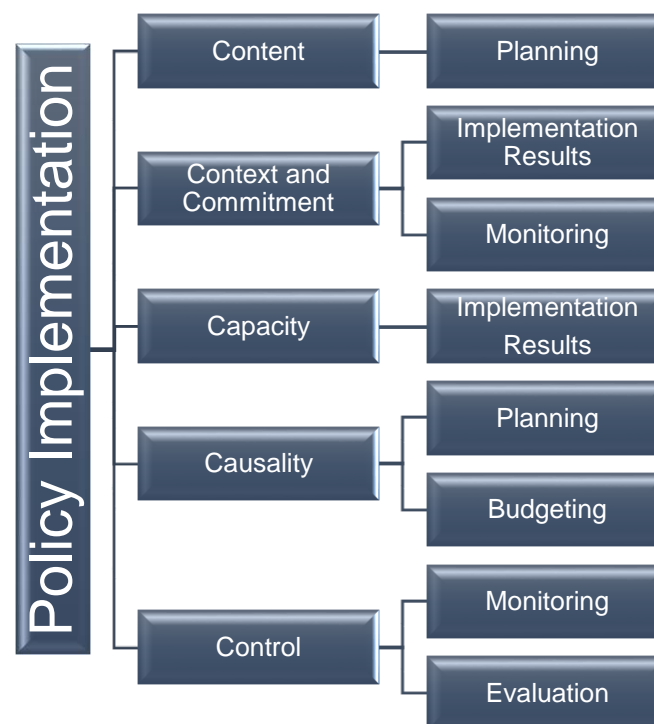 Policy Implementation
Content
Planning
Context and
Commitment
Implementation
Results
Monitoring
Capacity
Implementation
Results
Causality
Planning
Budgeting
Control
Monitoring
Evaluation